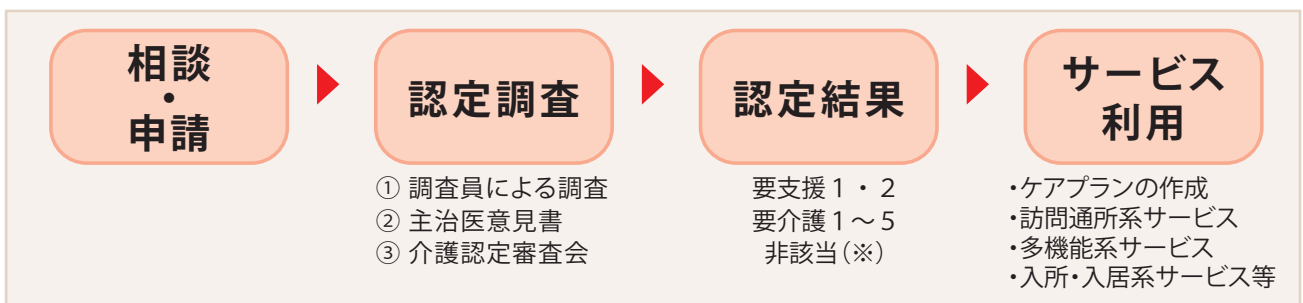 相談
・
申請
認定調査
① 調査員による調査
② 主治医意見書
③ 介護認定審査会
認定結果
要支援１・２
要介護１～５
非該当(※)
サービス
利用
・ケアプランの作成
・訪問通所系サービス
・多機能系サービス
・入所・入居系サービス等